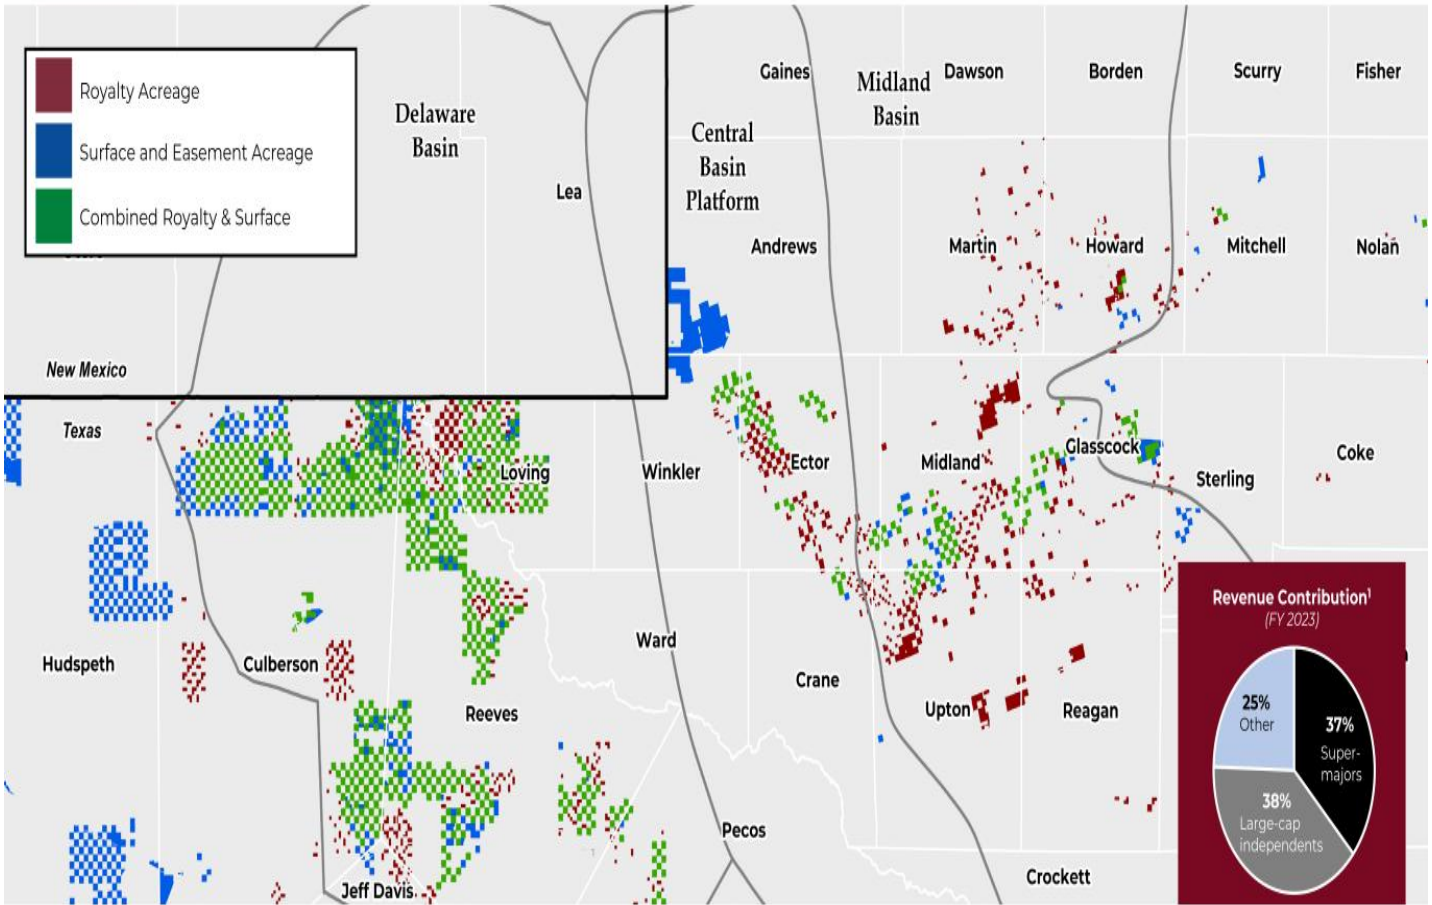 Royalty Acreage
Surface and Easement Acreage
Combined Royalty & Surface
Delaware
Basin
Lea
Gaines
Midland
Basin
Dawson
Borden
Scurry
Fisher
Central
Basin
Platform
Andrews
Martin
Howard
Mitchell
Nolan
New Mexico
Texas
Loving
Winkler
Ector
Midland
Glasscock
Sterling
Coke
Hudspeth
Culberson
Reeves
Ward
Crane
Upton
Reagan
Pecos
Jeff Davis
Crockett
Revenue Contribution¹
(FY 2023)
25%
Other
37%
Super-
majors
38%
Large-cap
independents